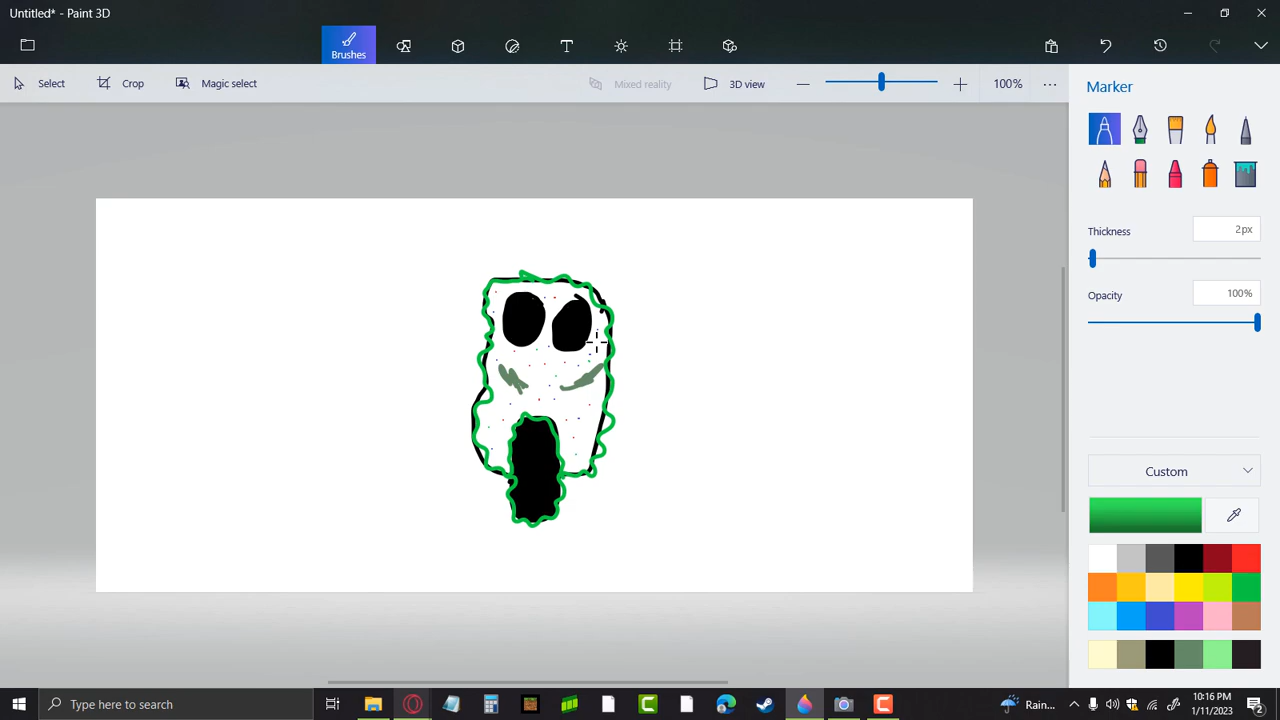 Untitled* - Paint 3D
Brushes
Select
Crop
Magic select
Mixed reality
3D view
100%
Marker
Thickness
2px
Opacity
100%
Custom
Type here to search
Rain...
10:16 PM
1/11/2023
2